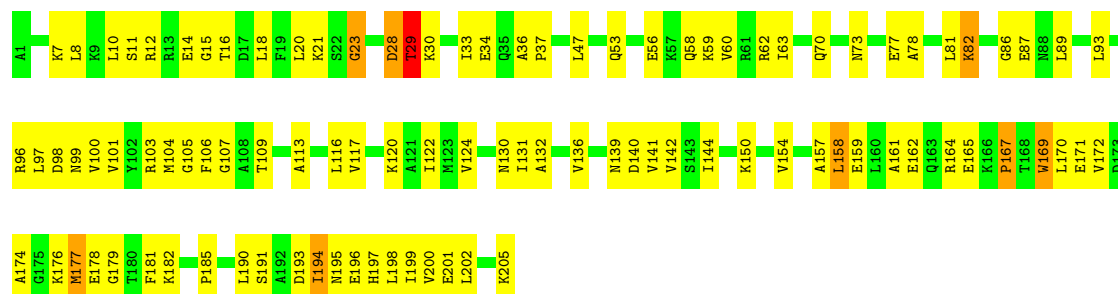 A1 K7 L8 K9 L10 S11 R12 R13 E14 G15 T16 D17 L18 F19 L20 K21 S22 G23 D28 T29 K30 I33 E34 Q35 A36 P37 L47 Q53 E56 K57 Q58 K59 V60 R61 R62 I63 Q70 N73 E77 A78 L81 K82 G86 E87 N88 L89 L93
R96 L97 D98 N99 V100 V101 Y102 R103 M104 G105 F106 G107 A108 T109 A113 L116 V117 K120 A121 I122 M123 V124 N130 I131 A132 V136 N139 D140 V141 V142 S143 I144 K150 V154 A157 L158 E159 L160 A161 E162 Q163 R164 E165 K166 P167 T168 W169 L170 E171 V172 D173
A174 G175 K176 M177 E178 G179 T180 F181 K182 P185 L190 S191 A192 D193 I194 N195 E196 H197 L198 I199 V200 E201 L202 K205